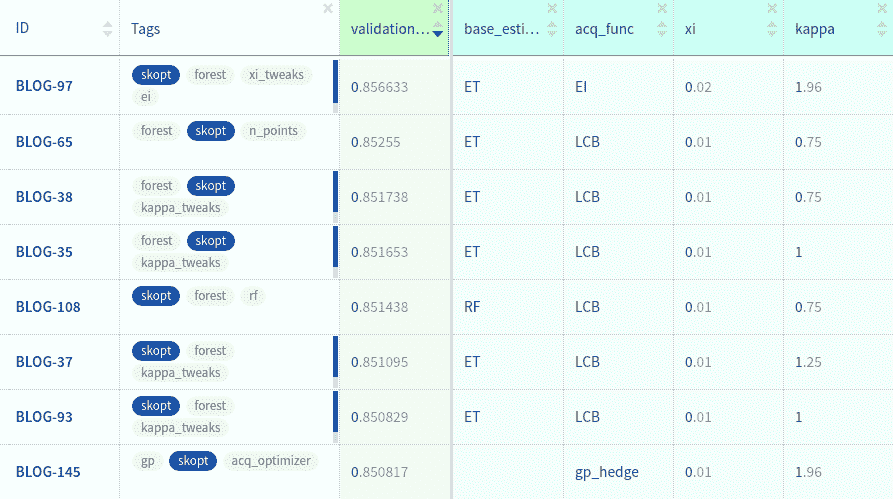 ID Tags validation... base_esti... acq_func xi kappa
BLOG-97 skopt forest xi_tweaks 0.856633 ET EI 0.02 1.96
ei
BLOG-65 forest skopt n_points 0.85255 ET LCB 0.01 0.75
BLOG-38 forest skopt 0.851738 ET LCB 0.01 0.75
kappa_tweaks
BLOG-35 forest skopt 0.851653 ET LCB 0.01 1
kappa_tweaks
BLOG-108 skopt forest rf 0.851438 RF LCB 0.01 0.75
BLOG-37 skopt forest 0.851095 ET LCB 0.01 1.25
kappa_tweaks
BLOG-93 skopt forest 0.850829 ET LCB 0.01 1
kappa_tweaks
BLOG-145 gp skopt acq_optimizer 0.850817 gp_hedge 0.01 1.96